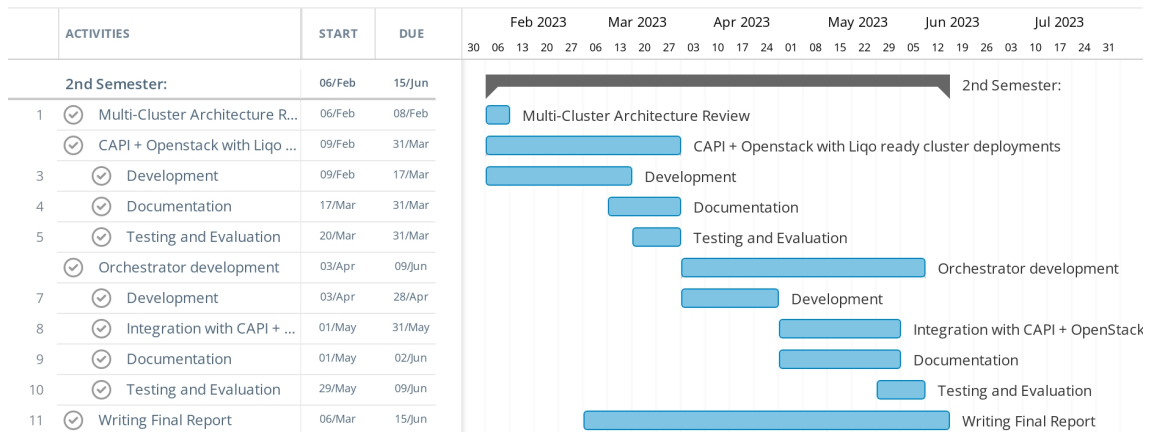 ACTIVITIES START DUE Feb 2023 Mar 2023 Apr 2023 May 2023 Jun 2023 Jul 2023
30 06 13 20 27 06 13 20 27 03 10 17 24 01 08 15 22 29 05 12 19 26 03 10 17 24 31
2nd Semester: 06/Feb 15/Jun 2nd Semester:
1 Multi-Cluster Architecture R... 06/Feb 08/Feb Multi-Cluster Architecture Review
CAPI + Openstack with Liqo ... 09/Feb 31/Mar CAPI + Openstack with Liqo ready cluster deployments
3 Development 09/Feb 17/Mar Development
4 Documentation 17/Mar 31/Mar Documentation
5 Testing and Evaluation 20/Mar 31/Mar Testing and Evaluation
Orchestrator development 03/Apr 09/Jun Orchestrator development
7 Development 03/Apr 28/Apr Development
8 Integration with CAPI + ... 01/May 31/May Integration with CAPI + OpenStack
9 Documentation 01/May 02/Jun Documentation
10 Testing and Evaluation 29/May 09/Jun Testing and Evaluation
11 Writing Final Report 06/Mar 15/Jun Writing Final Report